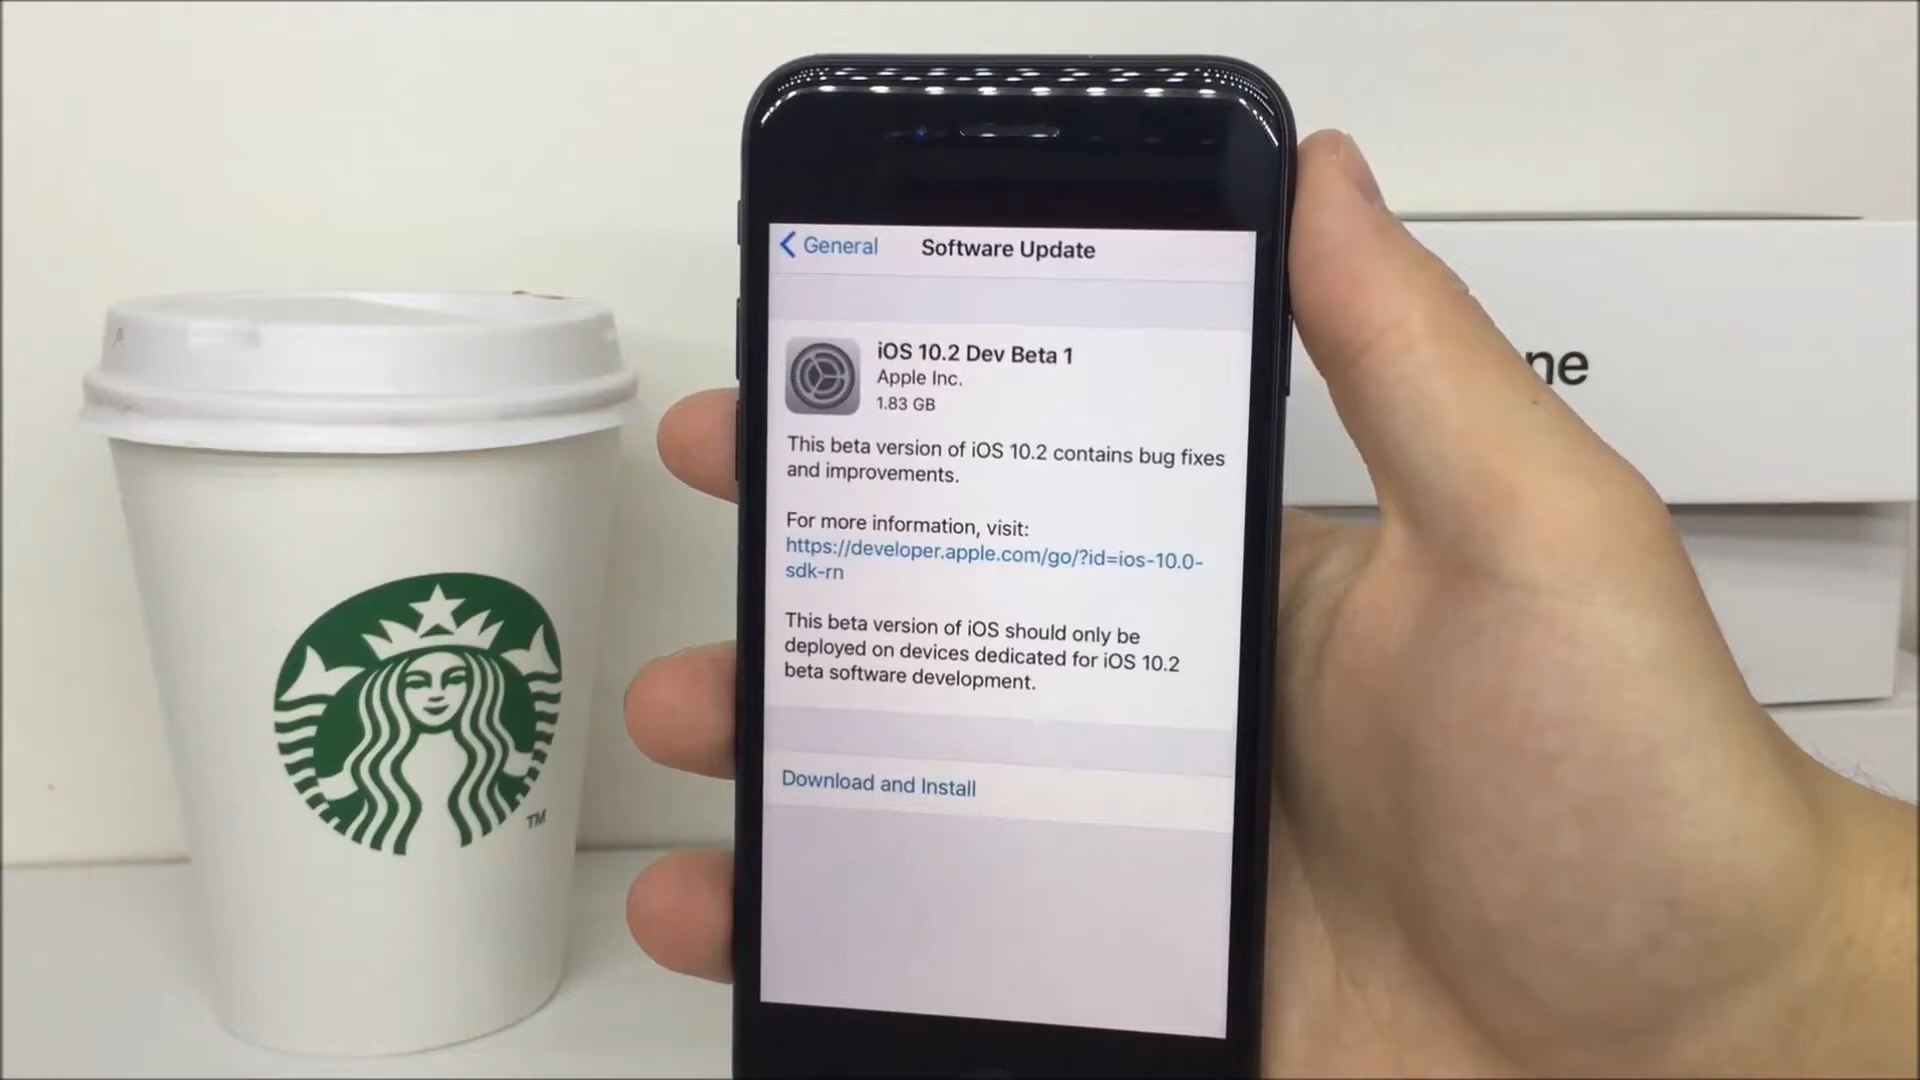 General
Software Update
iOS 10.2 Dev Beta 1
Apple Inc.
1.83 GB
This beta version of iOS 10.2 contains bug fixes
and improvements.
For more information, visit:
https://developer.apple.com/go/?id=ios-10.0-
sdk-rn
This beta version of iOS should only be
deployed on devices dedicated for iOS 10.2
beta software development.
Download and Install
TM
ne